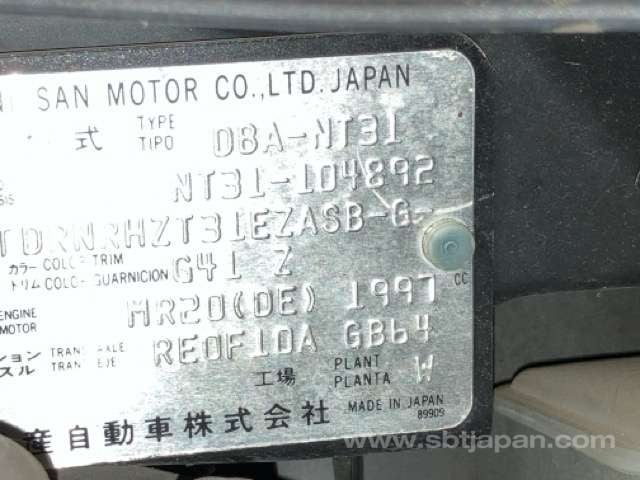 SAN MOTOR CO.,LTD.JAPAN
式 TYPE TIPO DBA-NT31
NT31-104892
TDRNRHZT31EZASB-G-
カラー COLOR TRIM
トリム COLOR GUARNICION G41 Z
ENGINE MOTOR MR20(DE) 1997 CC
ション TRANS AXLE
スル TRAN EJE RE0F10A GB64
工場 PLANT PLANTA W
産自動車株式会社 MADE IN JAPAN
89909
www.sbtjapan.com